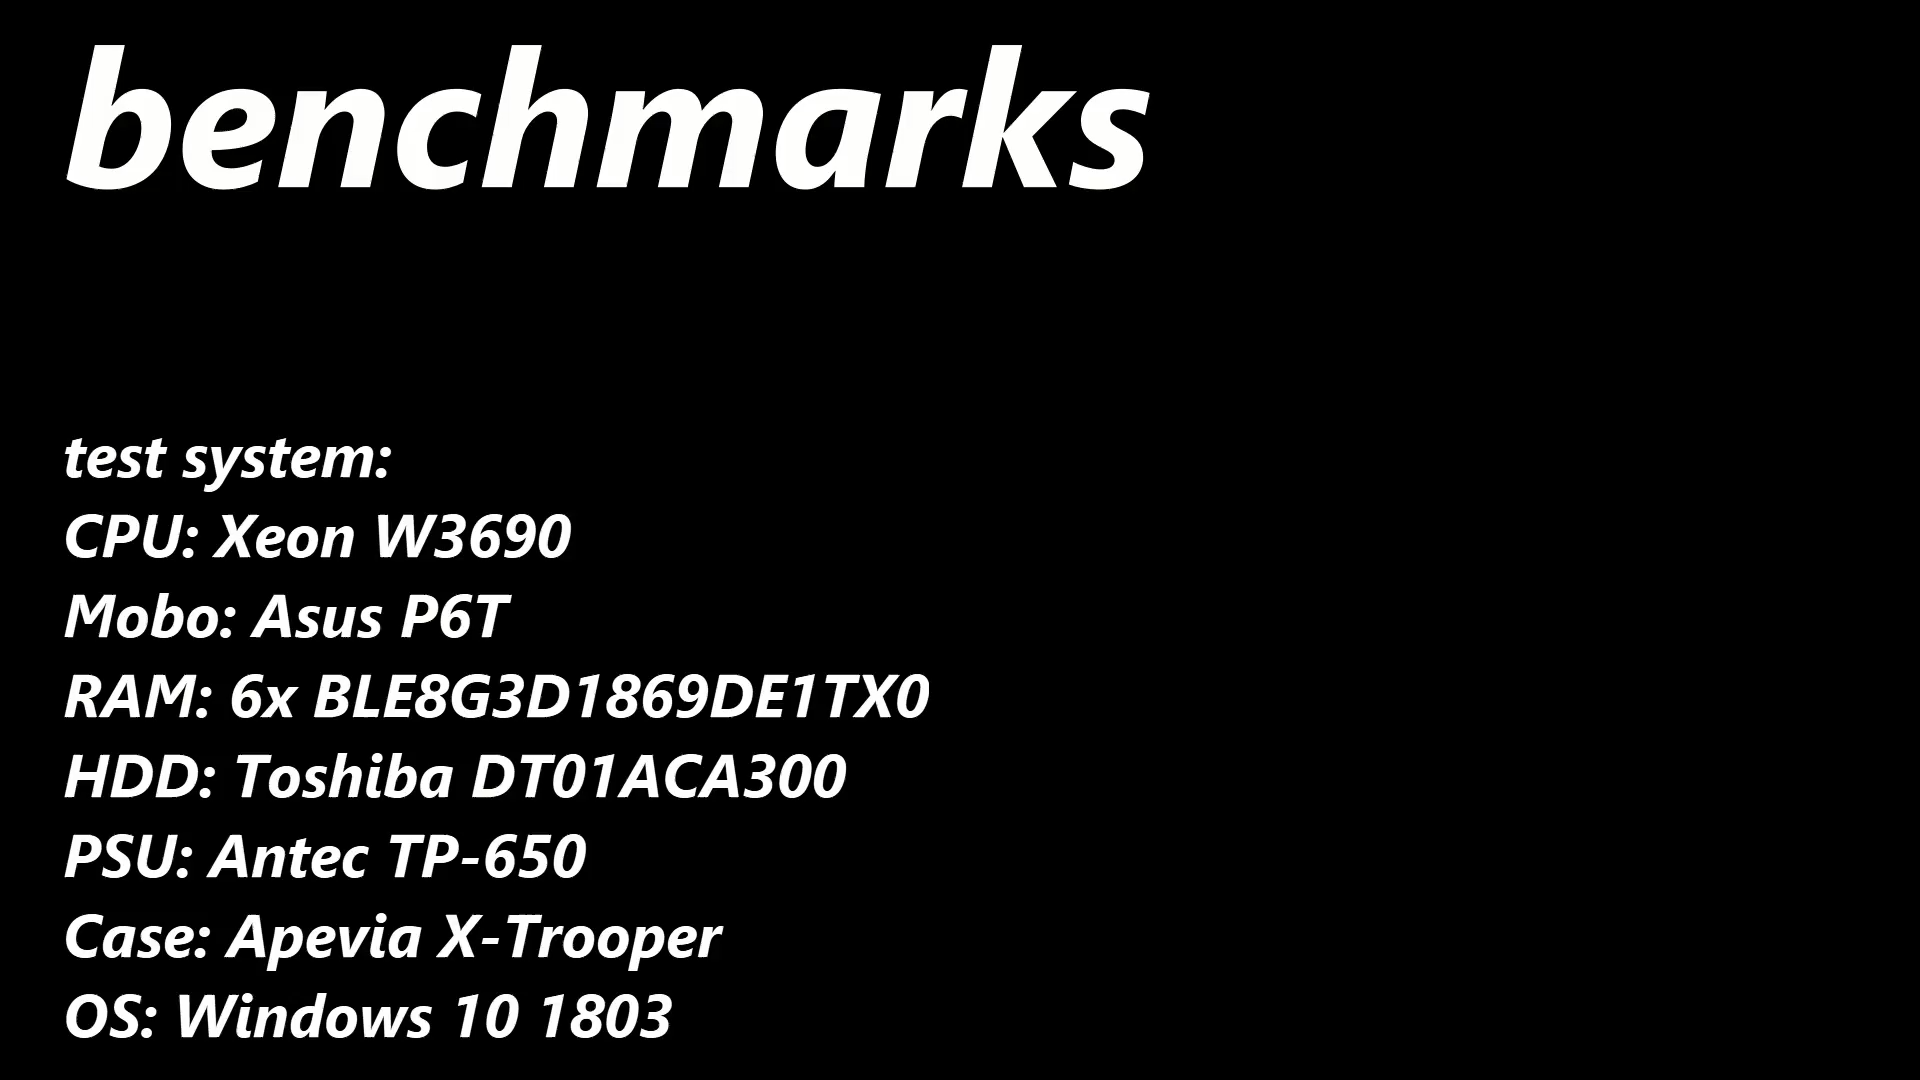 benchmarks
test system:
CPU: Xeon W3690
Mobo: Asus P6T
RAM: 6x BLE8G3D1869DE1TX0
HDD: Toshiba DT01ACA300
PSU: Antec TP-650
Case: Apevia X-Trooper
OS: Windows 10 1803